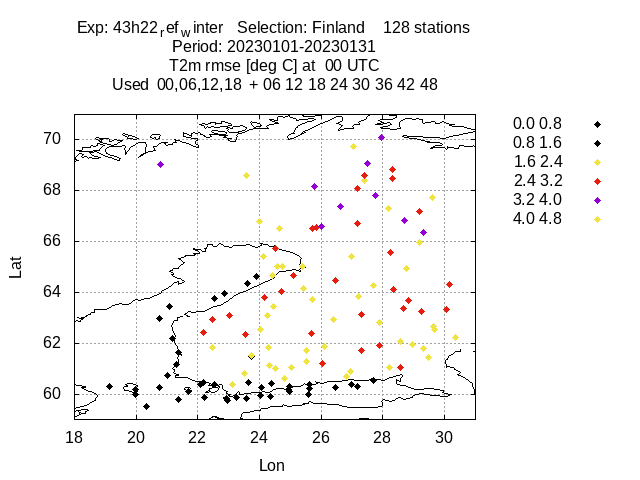 Exp: 43h22refwinter   Selection: Finland    128 stations
Period: 20230101-20230131
T2m rmse [deg C] at  00 UTC
Used  00,06,12,18  + 06 12 18 24 30 36 42 48
0.0 0.8
0.8 1.6
1.6 2.4
2.4 3.2
3.2 4.0
4.0 4.8
70
68
66
64
62
60
Lat
18 20 22 24 26 28 30
Lon